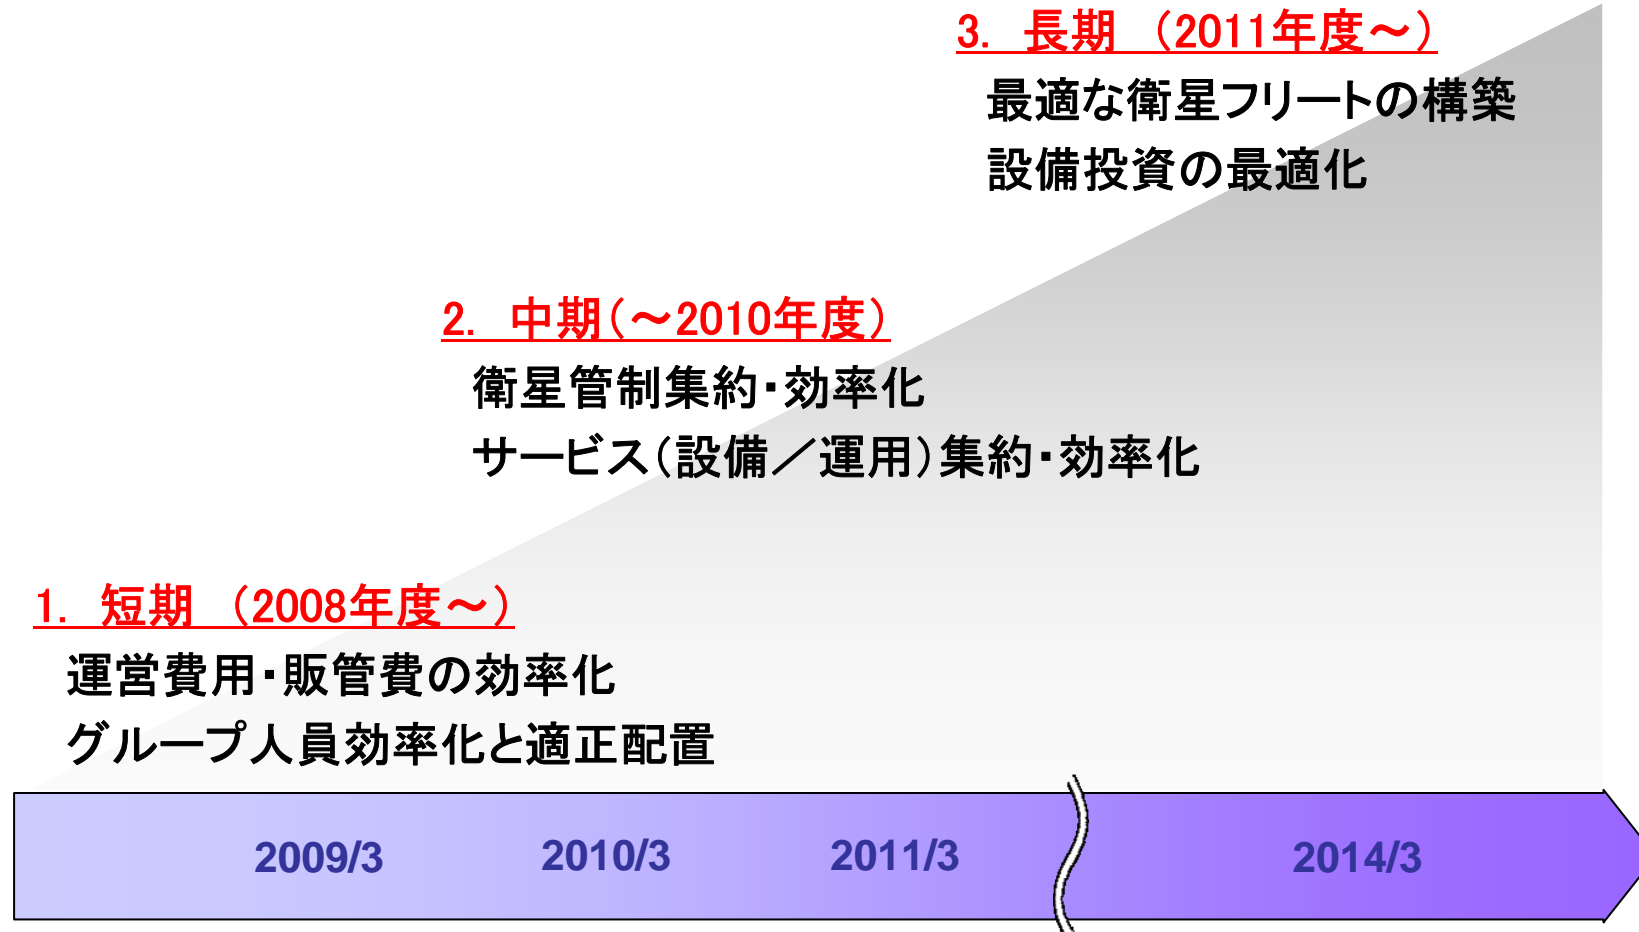 3. 長期 （2011年度～）
最適な衛星フリートの構築
設備投資の最適化
2. 中期（～2010年度）
衛星管制集約・効率化
サービス（設備／運用）集約・効率化
1. 短期 （2008年度～）
運営費用・販管費の効率化
グループ人員効率化と適正配置
2009/3 2010/3 2011/3 2014/3